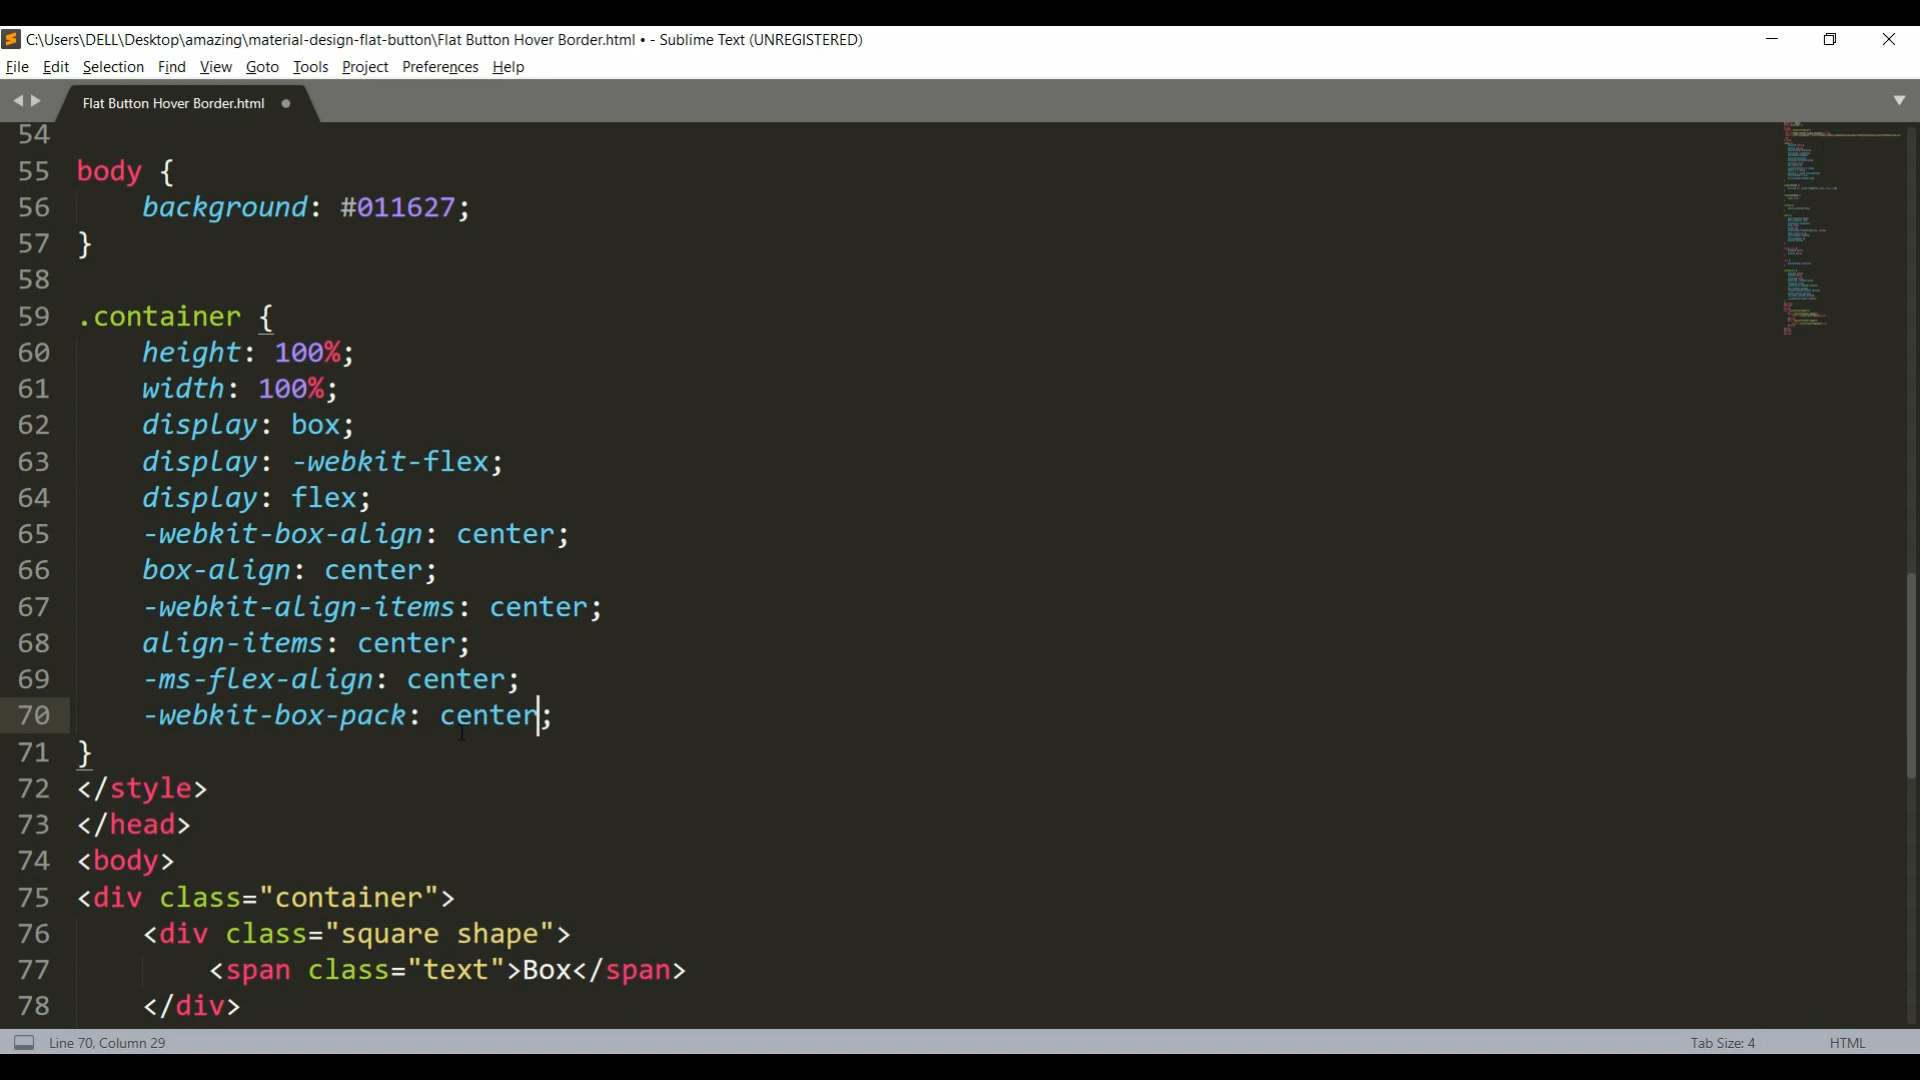 C:\Users\DELL\Desktop\amazing\material-design-flat-button\Flat Button Hover Border.html • - Sublime Text (UNREGISTERED)
File Edit Selection Find View Goto Tools Project Preferences Help
Flat Button Hover Border.html
54
55 body {
56 background: #011627;
57 }
58
59 .container {
60 height: 100%;
61 width: 100%;
62 display: box;
63 display: -webkit-flex;
64 display: flex;
65 -webkit-box-align: center;
66 box-align: center;
67 -webkit-align-items: center;
68 align-items: center;
69 -ms-flex-align: center;
70 -webkit-box-pack: center;
71 }
72 </style>
73 </head>
74 <body>
75 <div class="container">
76 <div class="square shape">
77 <span class="text">Box</span>
78 </div>
Line 70, Column 29 Tab Size: 4 HTML